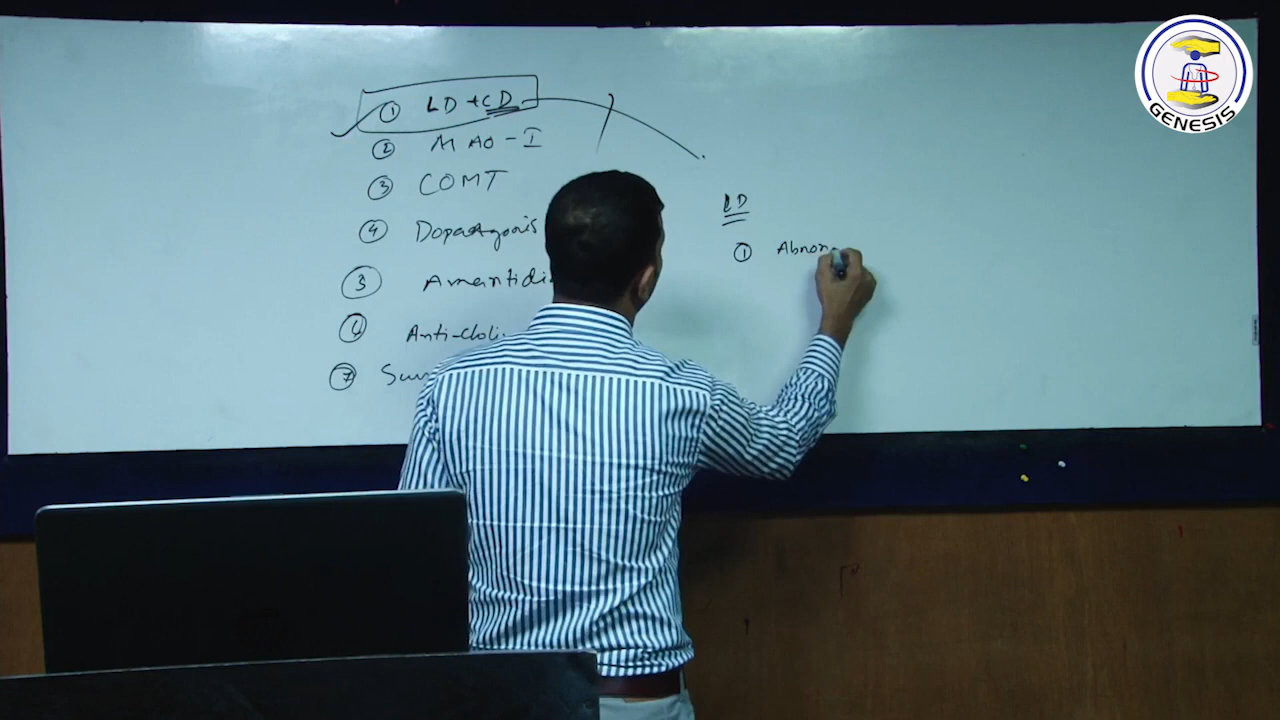 ① LD + CD
② MAO-I
③ COMT
④ DopaAgonis
⑤ Amantidi
⑥ Anti-choli
⑦ Sur
LD
① Abnor
GENESIS